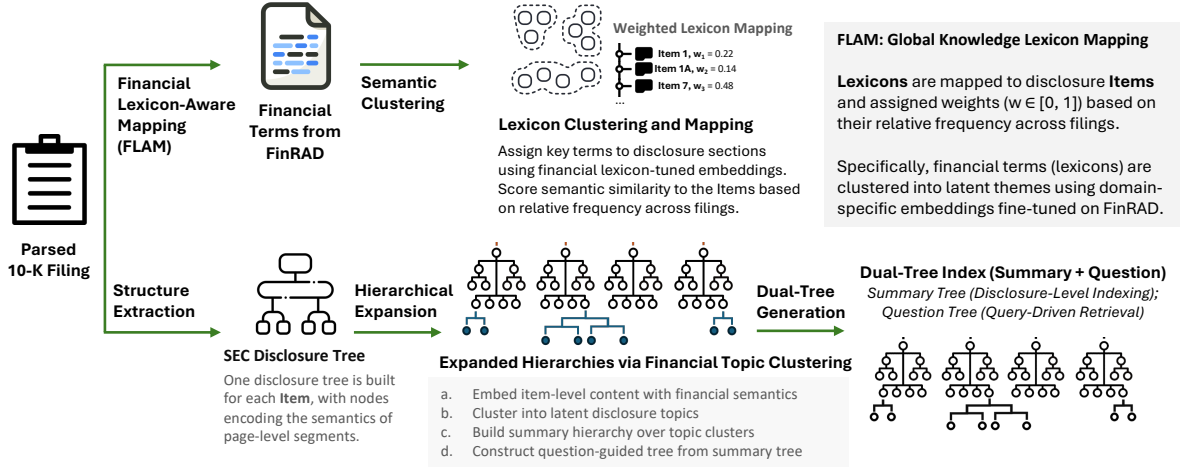 Parsed
10-K Filing
Financial
Lexicon-Aware
Mapping
(FLAM)
Financial
Terms from
FinRAD
Semantic
Clustering
Weighted Lexicon Mapping
Item 1, w₁ = 0.22
Item 1A, w₂ = 0.14
Item 7, w₃ = 0.48
...
Lexicon Clustering and Mapping
Assign key terms to disclosure sections
using financial lexicon-tuned embeddings.
Score semantic similarity to the Items based
on relative frequency across filings.
FLAM: Global Knowledge Lexicon Mapping
Lexicons are mapped to disclosure Items
and assigned weights (w ∈ [0, 1]) based on
their relative frequency across filings.
Specifically, financial terms (lexicons) are
clustered into latent themes using domain-
specific embeddings fine-tuned on FinRAD.
Structure
Extraction
SEC Disclosure Tree
One disclosure tree is built
for each Item, with nodes
encoding the semantics of
page-level segments.
Hierarchical
Expansion
Expanded Hierarchies via Financial Topic Clustering
a. Embed item-level content with financial semantics
b. Cluster into latent disclosure topics
c. Build summary hierarchy over topic clusters
d. Construct question-guided tree from summary tree
Dual-Tree
Generation
Dual-Tree Index (Summary + Question)
Summary Tree (Disclosure-Level Indexing);
Question Tree (Query-Driven Retrieval)